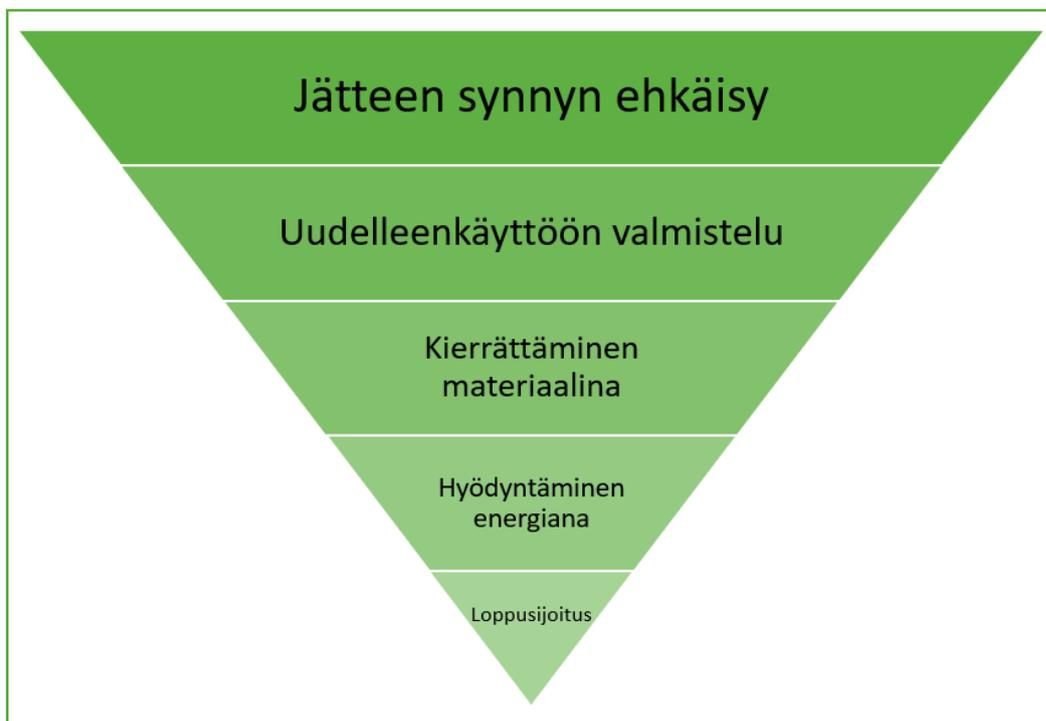 Jätteen synnyn ehkäisy
Uudelleenkäyttöön valmistelu
Kierrättäminen
materiaalina
Hyödyntäminen
energiana
Loppusijoitus